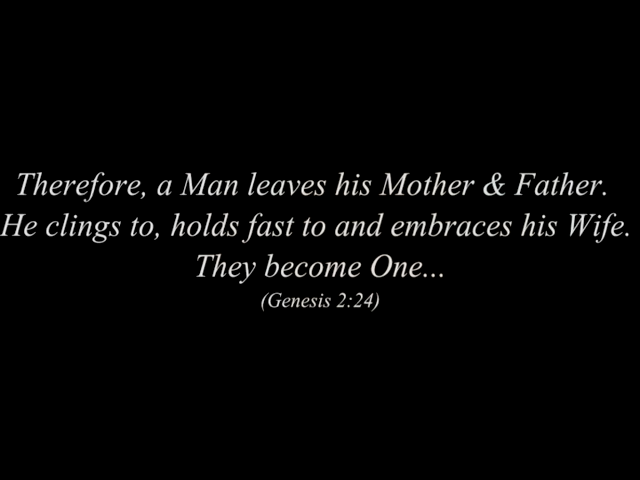 Therefore, a Man leaves his Mother & Father.
He clings to, holds fast to and embraces his Wife.
They become One...
(Genesis 2:24)